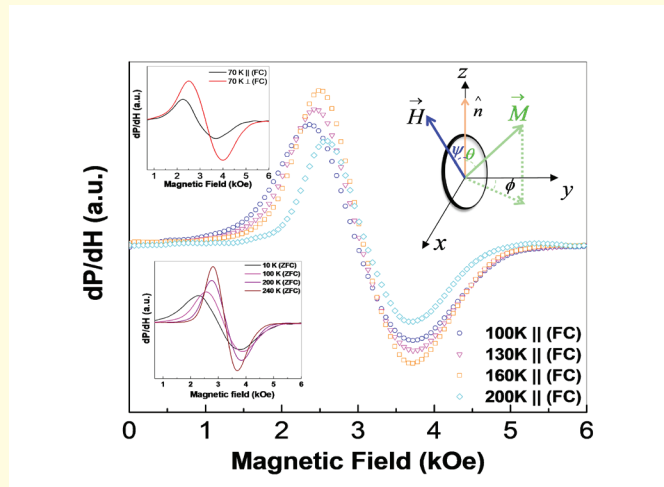 70 K || (FC)
70 K ⊥ (FC)
dP/dH (a.u.)
1 2 3 4 5 6
Magnetic Field (kOe)
z
n̂
H⃗
M⃗
ψ θ
ϕ
y
x
dP/dH (a.u.)
10 K (ZFC)
100 K (ZFC)
200 K (ZFC)
240 K (ZFC)
dP/dH (a.u.)
1 2 3 4 5 6
Magnetic field (kOe)
100K || (FC)
130K || (FC)
160K || (FC)
200K || (FC)
0 1 2 3 4 5 6
Magnetic Field (kOe)